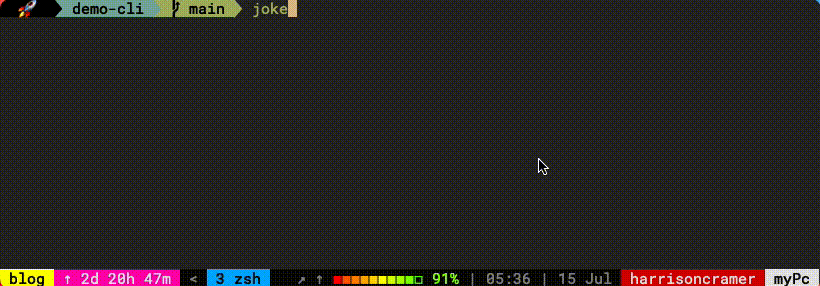 demo-cli main joke
blog ↑ 2d 20h 47m < 3 zsh ↗ ↑ 91% | 05:36 | 15 Jul harrisoncramer myPc